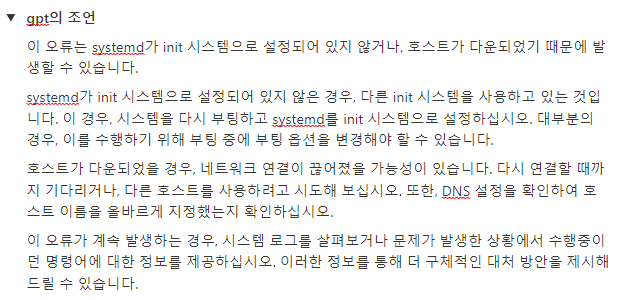 gpt의 조언
이 오류는 systemd가 init 시스템으로 설정되어 있지 않거나, 호스트가 다운되었기 때문에 발
생할 수 있습니다.
systemd가 init 시스템으로 설정되어 있지 않은 경우, 다른 init 시스템을 사용하고 있는 것입
니다. 이 경우, 시스템을 다시 부팅하고 systemd를 init 시스템으로 설정하십시오. 대부분의
경우, 이를 수행하기 위해 부팅 중에 부팅 옵션을 변경해야 할 수 있습니다.
호스트가 다운되었을 경우, 네트워크 연결이 끊어졌을 가능성이 있습니다. 다시 연결할 때까
지 기다리거나, 다른 호스트를 사용하려고 시도해 보십시오. 또한, DNS 설정을 확인하여 호
스트 이름을 올바르게 지정했는지 확인하십시오.
이 오류가 계속 발생하는 경우, 시스템 로그를 살펴보거나 문제가 발생한 상황에서 수행중이
던 명령어에 대한 정보를 제공하십시오. 이러한 정보를 통해 더 구체적인 대처 방안을 제시해
드릴 수 있습니다.